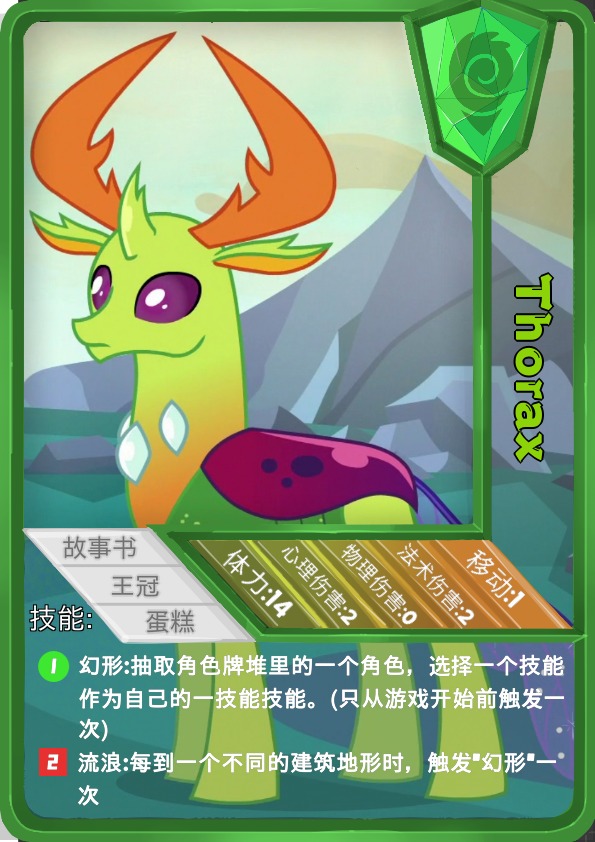 Thorax
故事书
王冠
蛋糕
体力:14
心理伤害:2
物理伤害:0
法术伤害:2
移动:1
技能:
1 幻形:抽取角色牌堆里的一个角色，选择一个技能
作为自己的一技能技能。(只从游戏开始前触发一
次)
2 流浪:每到一个不同的建筑地形时，触发"幻形"一
次